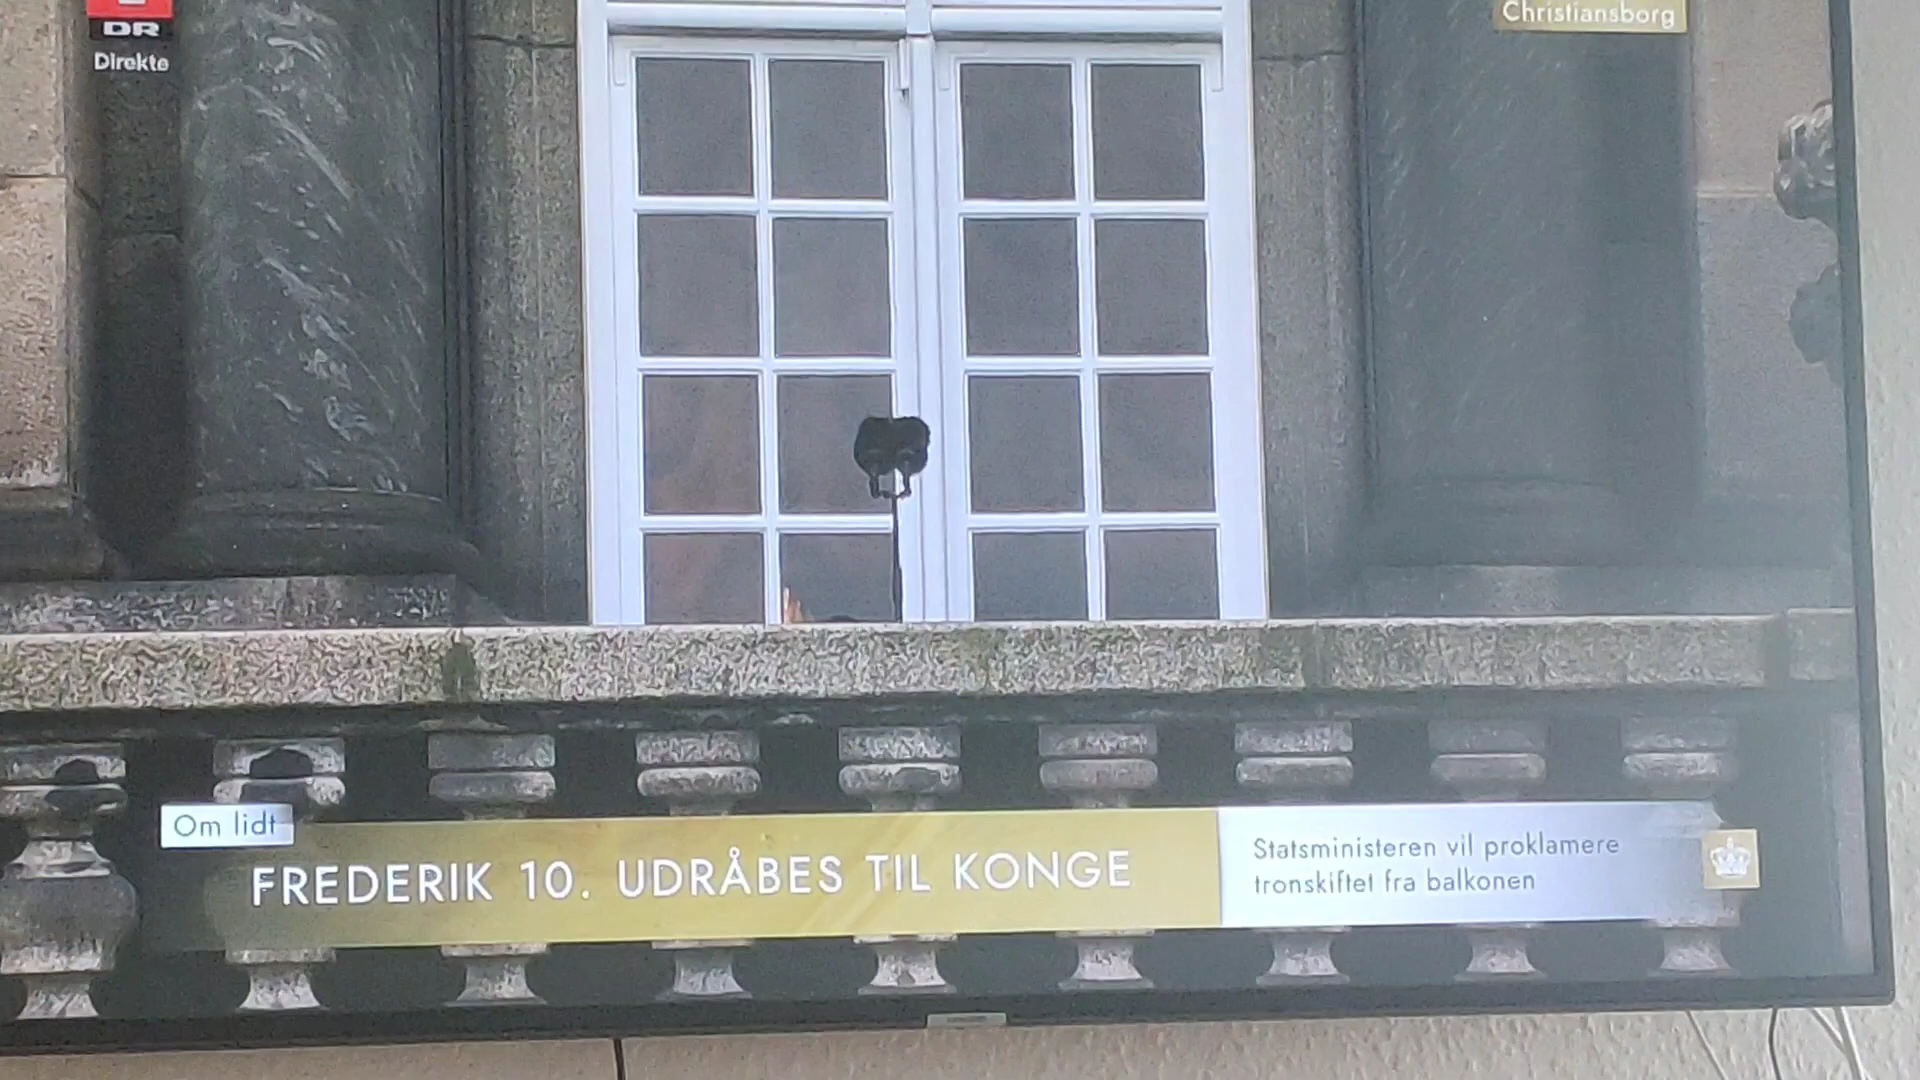 DR
Direkte
Christiansborg
Om lidt
FREDERIK 10. UDRÅBES TIL KONGE
Statsministeren vil proklamere
tronskiftet fra balkonen